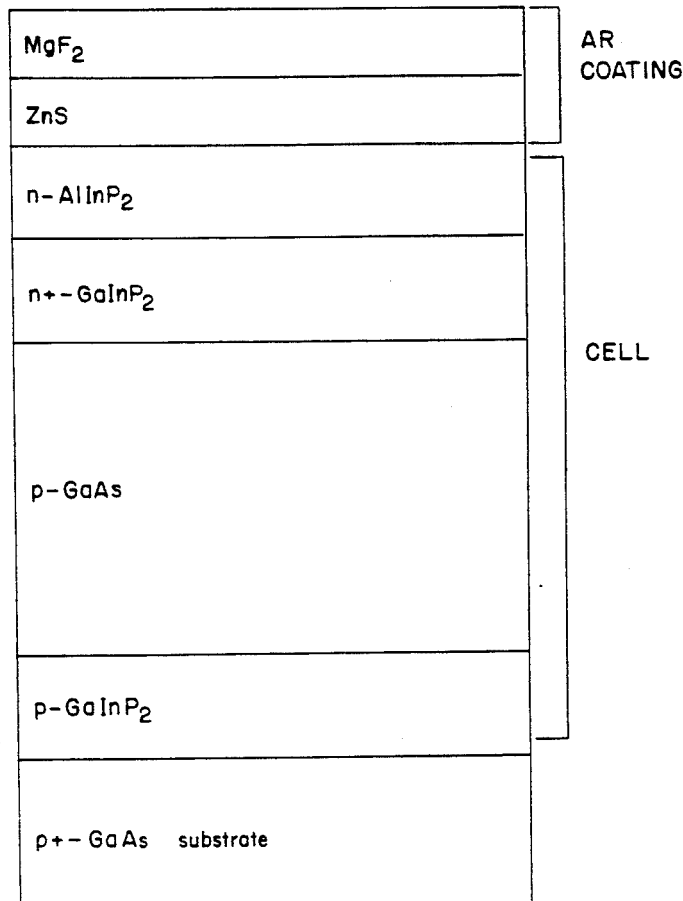 MgF2
AR
COATING
ZnS
n-AlInP2
n+-GaInP2
CELL
p-GaAs
p-GaInP2
p+-GaAs substrate